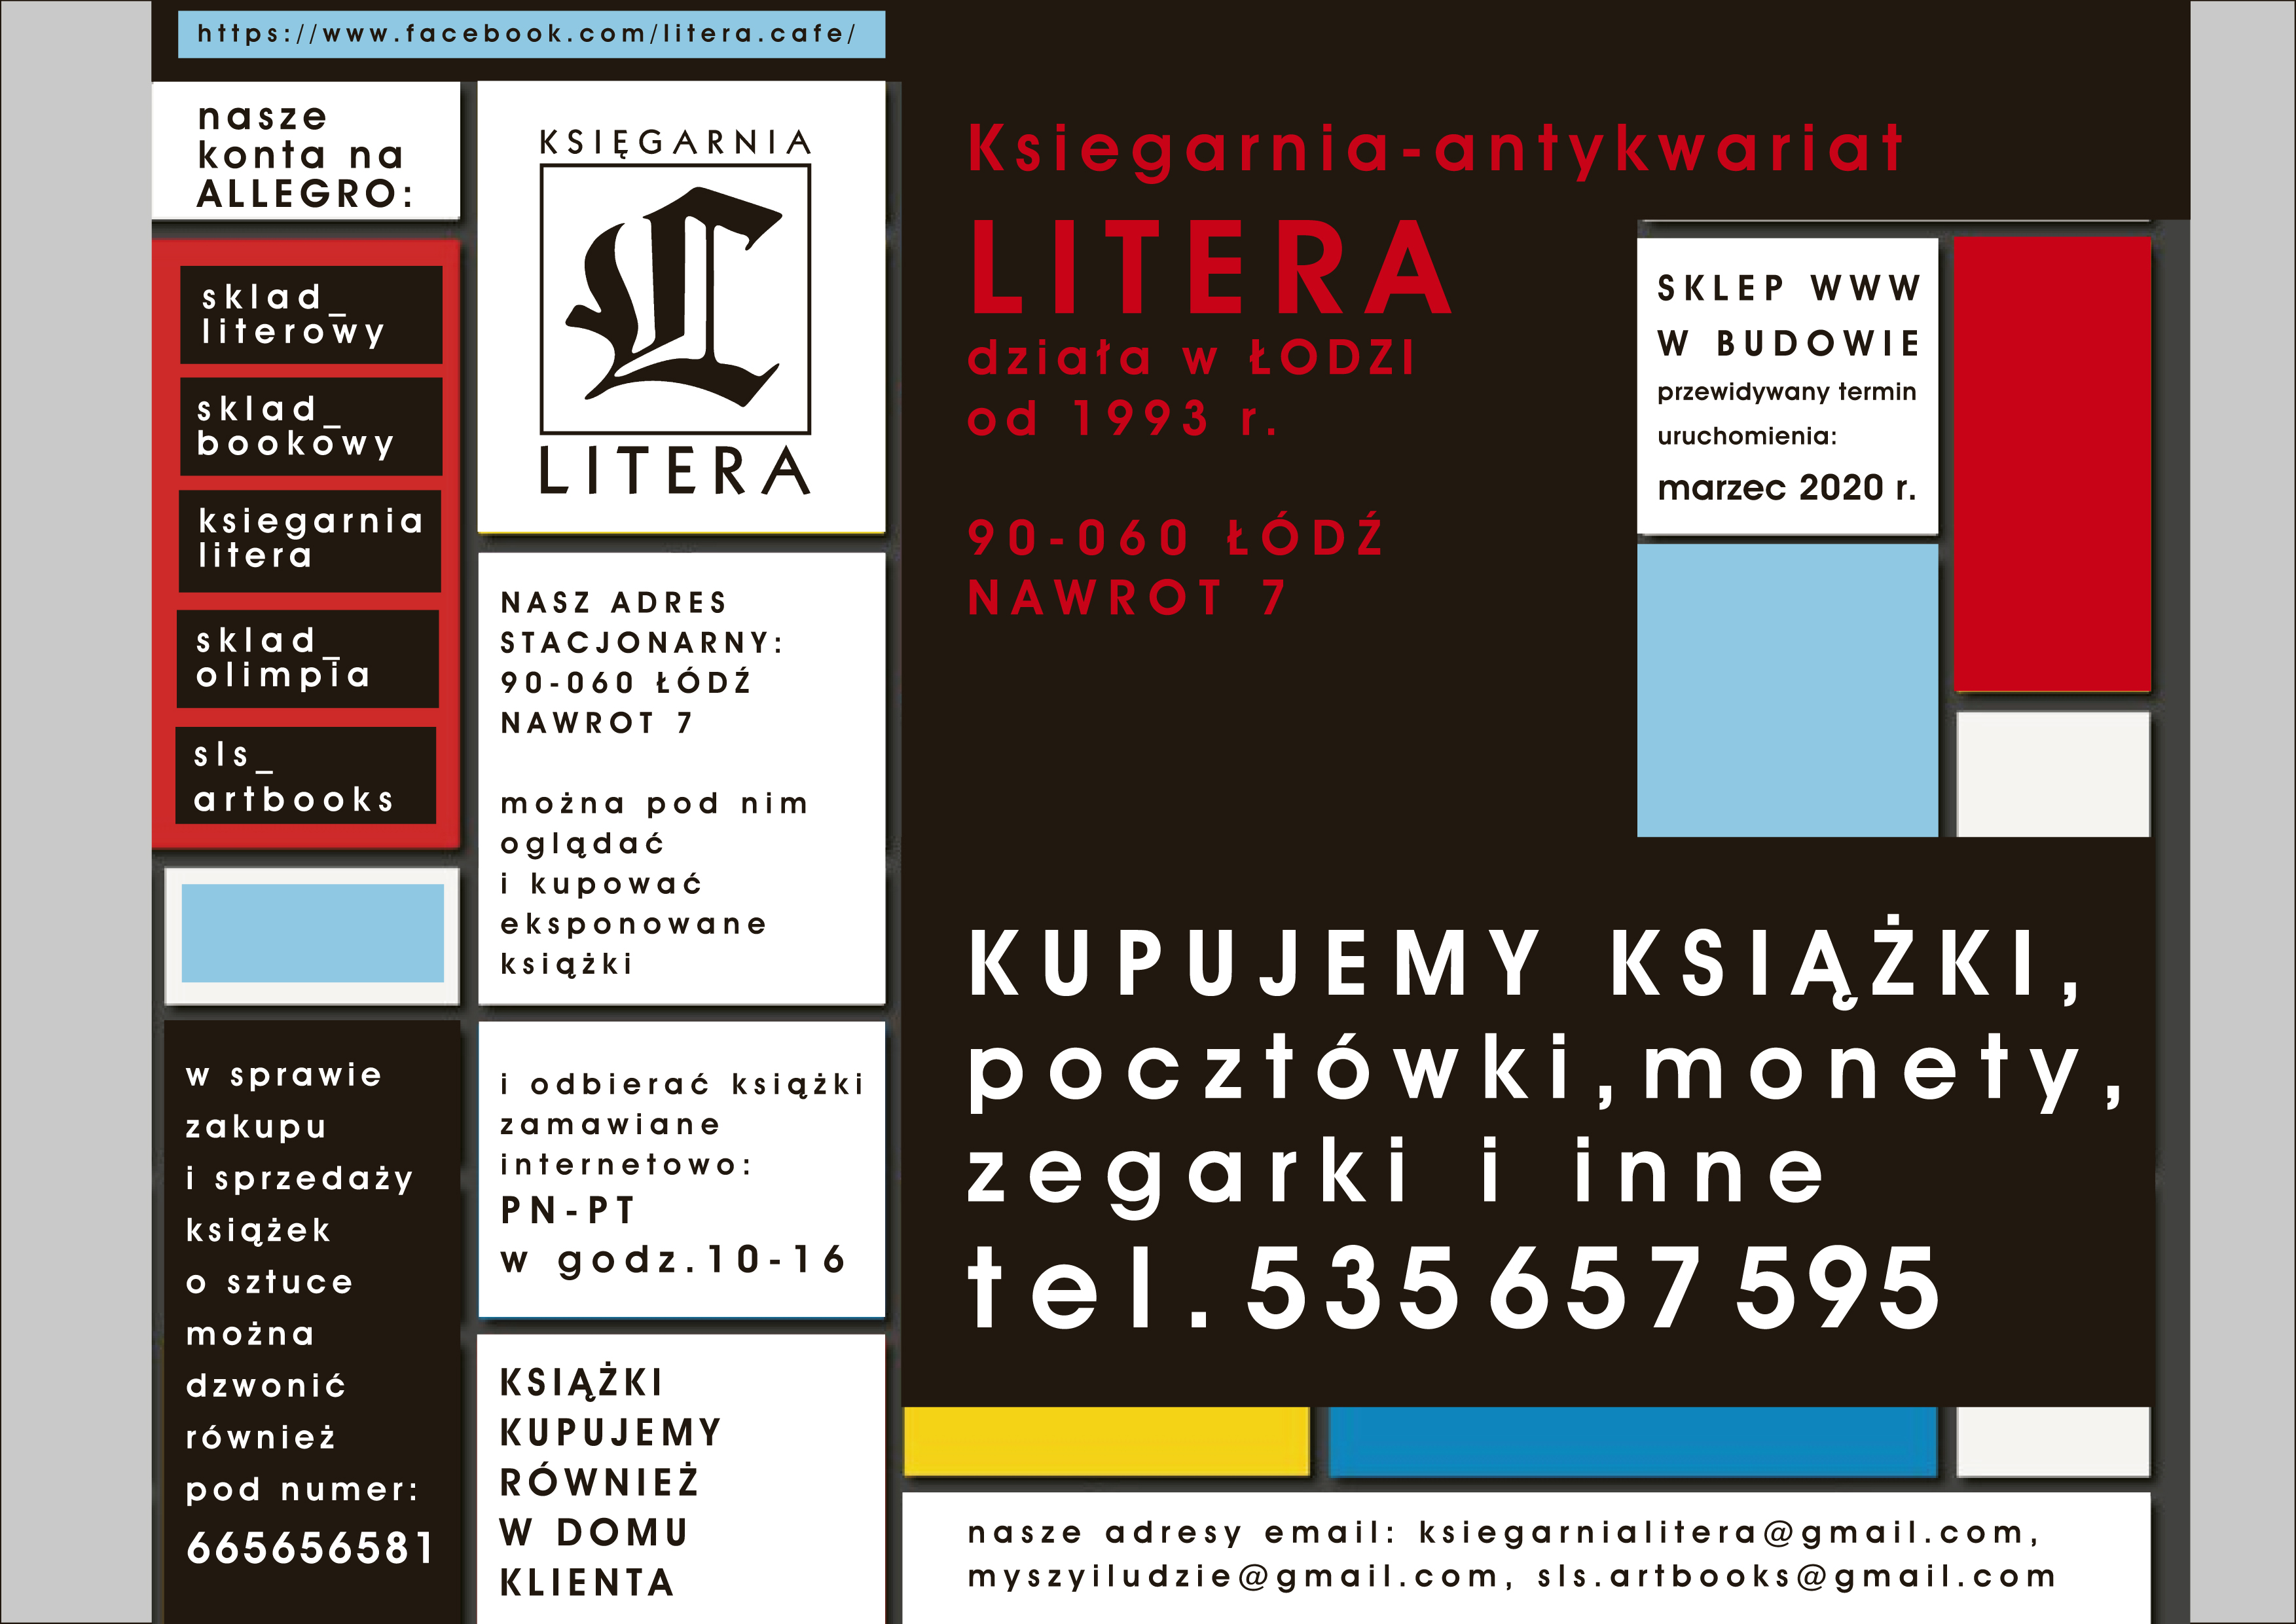 https://www.facebook.com/litera.cafe/
nasze
konta na
ALLEGRO:
sklad_
literowy
sklad_
bookowy
ksiegarnia
litera
sklad_
olimpia
sls_
artbooks
w sprawie
zakupu
i sprzedaży
książek
o sztuce
można
dzwonić
również
pod numer:
665656581
KSIĘGARNIA
L
LITERA
NASZ ADRES
STACJONARNY:
90-060 ŁÓDŹ
NAWROT 7
można pod nim
oglądać
i kupować
eksponowane
książki
i odbierać książki
zamawiane
internetowo:
PN-PT
w godz.10-16
KSIĄŻKI
KUPUJEMY
RÓWNIEŻ
W DOMU
KLIENTA
Ksiegarnia-antykwariat
LITERA
działa w ŁODZI
od 1993 r.
90-060 ŁÓDŹ
NAWROT 7
SKLEP WWW
W BUDOWIE
przewidywany termin
uruchomienia:
marzec 2020 r.
KUPUJEMY KSIĄŻKI,
pocztówki,monety,
zegarki i inne
tel.535 657 595
nasze adresy email: ksiegarnialitera@gmail.com,
myszyiludzie@gmail.com, sls.artbooks@gmail.com